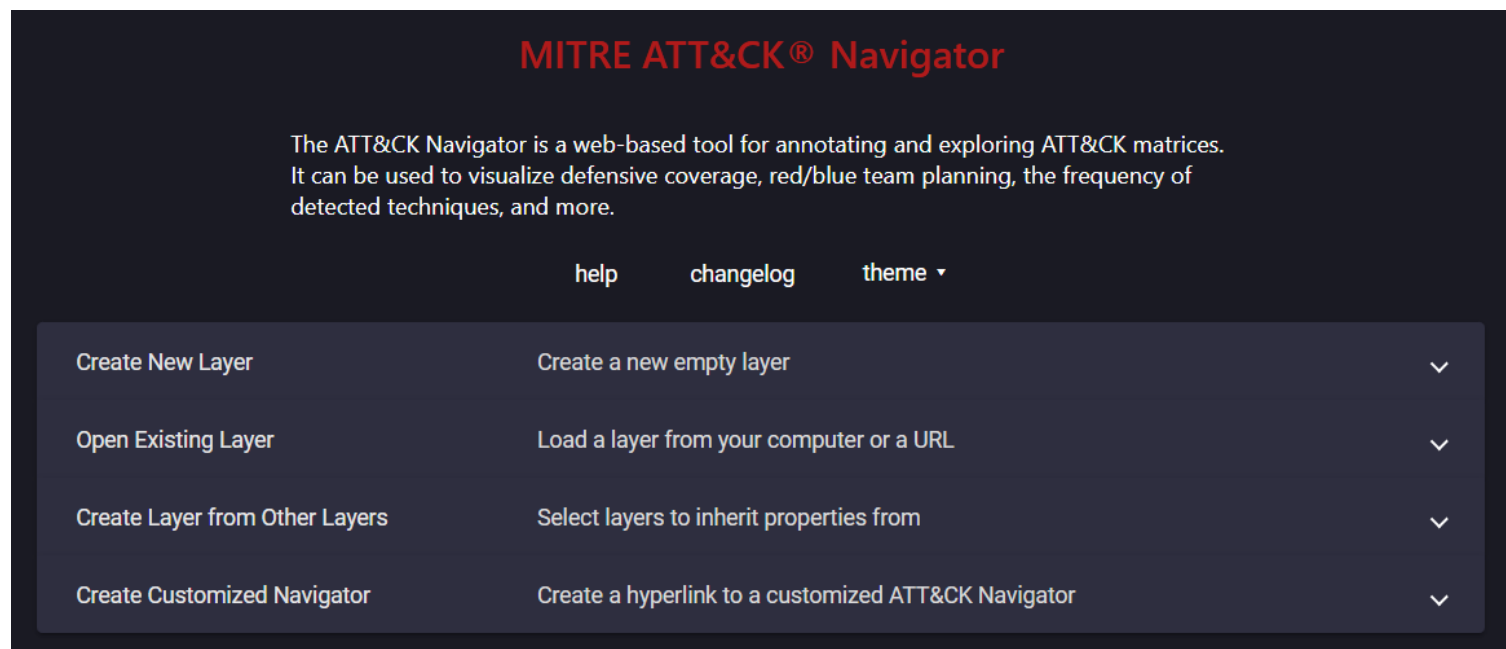 MITRE ATT&CK® Navigator
The ATT&CK Navigator is a web-based tool for annotating and exploring ATT&CK matrices.
It can be used to visualize defensive coverage, red/blue team planning, the frequency of
detected techniques, and more.
help changelog theme ▾
Create New Layer Create a new empty layer
Open Existing Layer Load a layer from your computer or a URL
Create Layer from Other Layers Select layers to inherit properties from
Create Customized Navigator Create a hyperlink to a customized ATT&CK Navigator